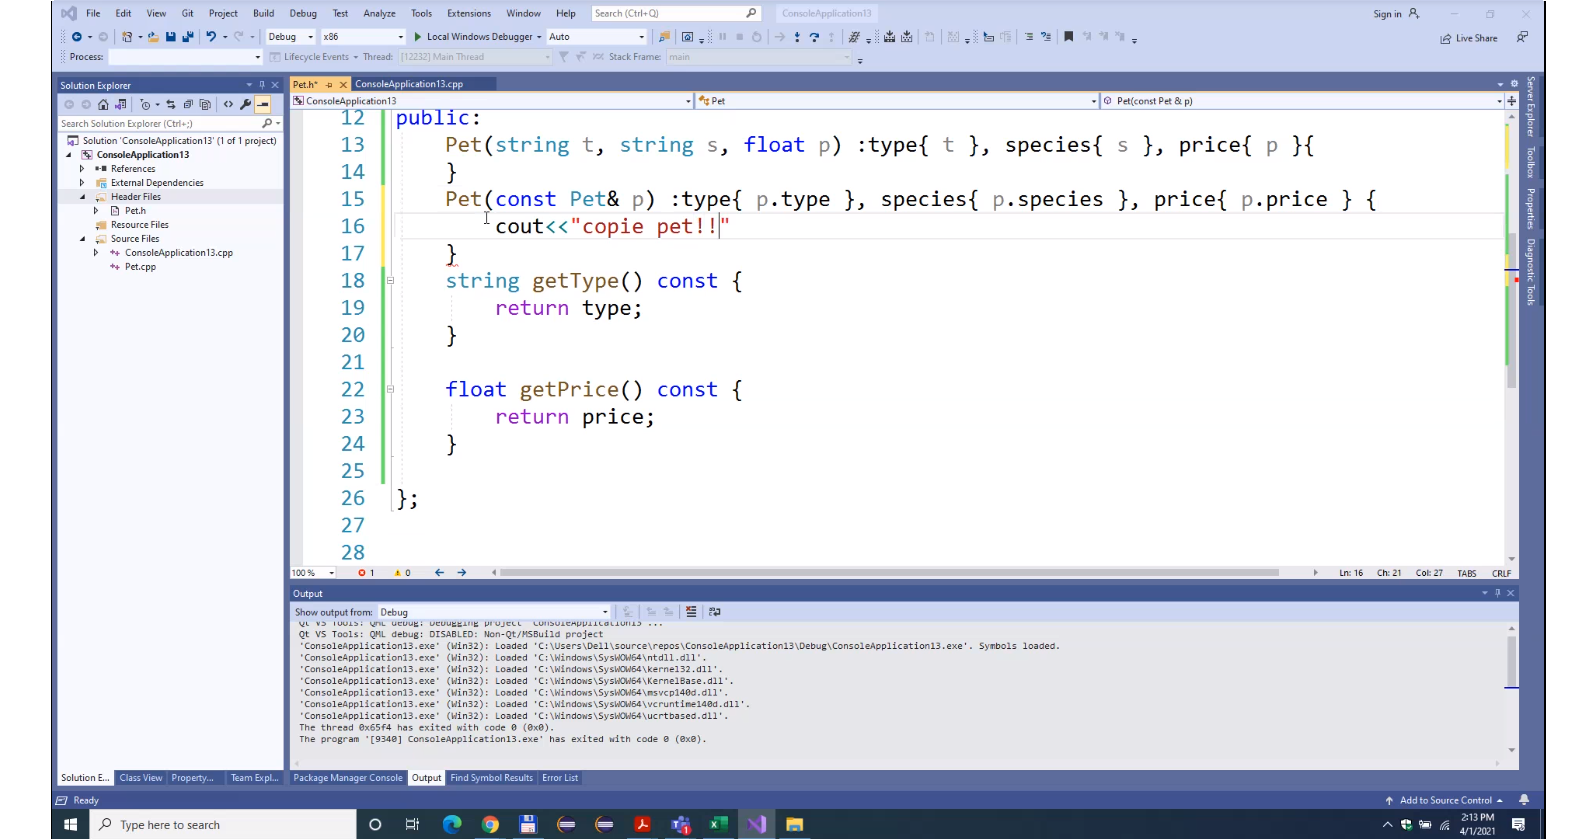 File Edit View Git Project Build Debug Test Analyze Tools Extensions Window Help Search (Ctrl+Q) ConsoleApplication13 Sign in
Debug x86 Local Windows Debugger Auto Live Share
Process: Lifecycle Events Thread: [12232] Main Thread Stack Frame: main
Solution Explorer
Search Solution Explorer (Ctrl+;)
Solution 'ConsoleApplication13' (1 of 1 project)
ConsoleApplication13
References
External Dependencies
Header Files
Pet.h
Resource Files
Source Files
ConsoleApplication13.cpp
Pet.cpp
Solution E... Class View Property... Team Expl...
Pet.h* ConsoleApplication13.cpp
ConsoleApplication13 Pet Pet(const Pet & p)
12 public:
13 Pet(string t, string s, float p) :type{ t }, species{ s }, price{ p }{
14 }
15 Pet(const Pet& p) :type{ p.type }, species{ p.species }, price{ p.price } {
16 cout<<"copie pet!!"
17 }
18 string getType() const {
19 return type;
20 }
21
22 float getPrice() const {
23 return price;
24 }
25
26 };
27
28
100 % 1 0 Ln: 16 Ch: 21 Col: 27 TABS CRLF
Output
Show output from: Debug
Qt VS Tools: QML debug: Debugging project 'ConsoleApplication13'...
Qt VS Tools: QML debug: DISABLED: Non-Qt/MSBuild project
'ConsoleApplication13.exe' (Win32): Loaded 'C:\Users\Dell\source\repos\ConsoleApplication13\Debug\ConsoleApplication13.exe'. Symbols loaded.
'ConsoleApplication13.exe' (Win32): Loaded 'C:\Windows\SysWOW64\ntdll.dll'.
'ConsoleApplication13.exe' (Win32): Loaded 'C:\Windows\SysWOW64\kernel32.dll'.
'ConsoleApplication13.exe' (Win32): Loaded 'C:\Windows\SysWOW64\KernelBase.dll'.
'ConsoleApplication13.exe' (Win32): Loaded 'C:\Windows\SysWOW64\msvcp140d.dll'.
'ConsoleApplication13.exe' (Win32): Loaded 'C:\Windows\SysWOW64\vcruntime140d.dll'.
'ConsoleApplication13.exe' (Win32): Loaded 'C:\Windows\SysWOW64\ucrtbased.dll'.
The thread 0x65f4 has exited with code 0 (0x0).
The program '[9340] ConsoleApplication13.exe' has exited with code 0 (0x0).
Package Manager Console Output Find Symbol Results Error List
Server Explorer
Toolbox
Properties
Diagnostic Tools
Ready Add to Source Control
Type here to search 2:13 PM
4/1/2021